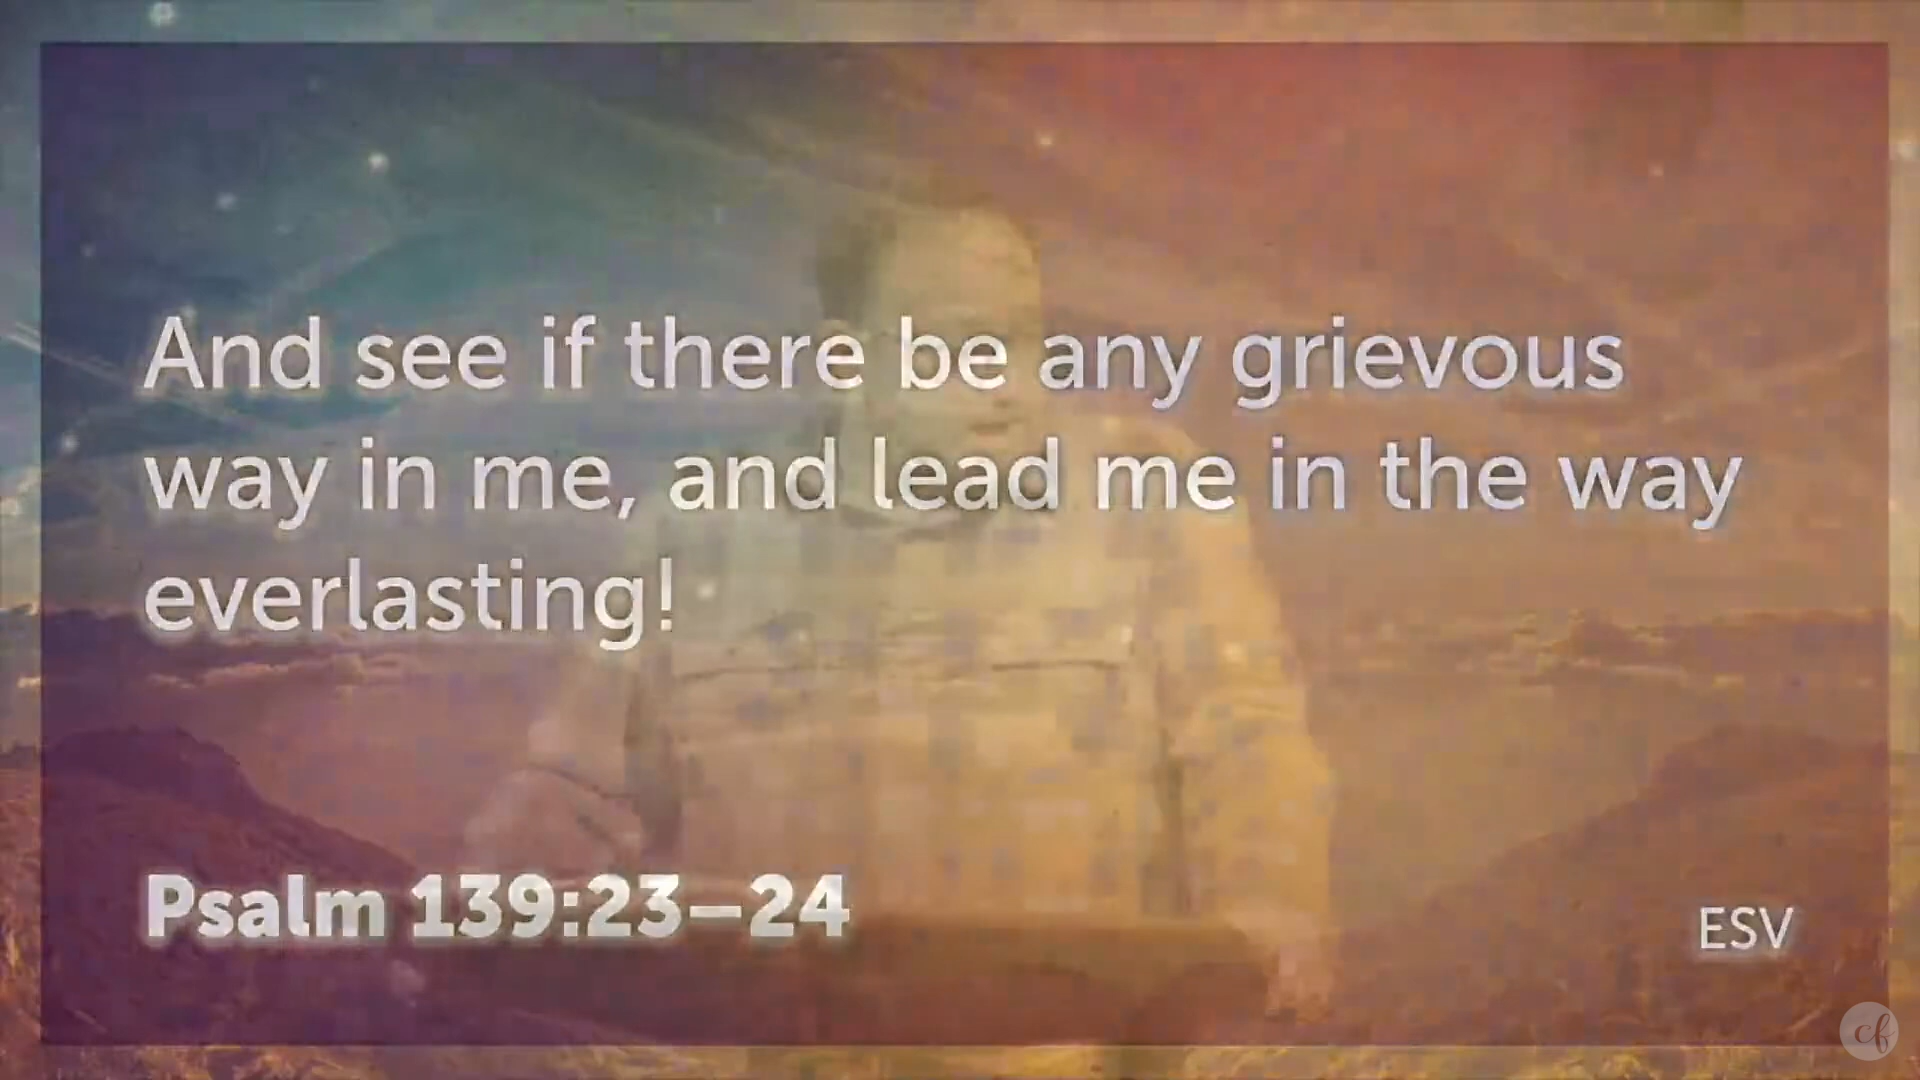 And see if there be any grievous
way in me, and lead me in the way
everlasting!
Psalm 139:23–24
ESV
cf